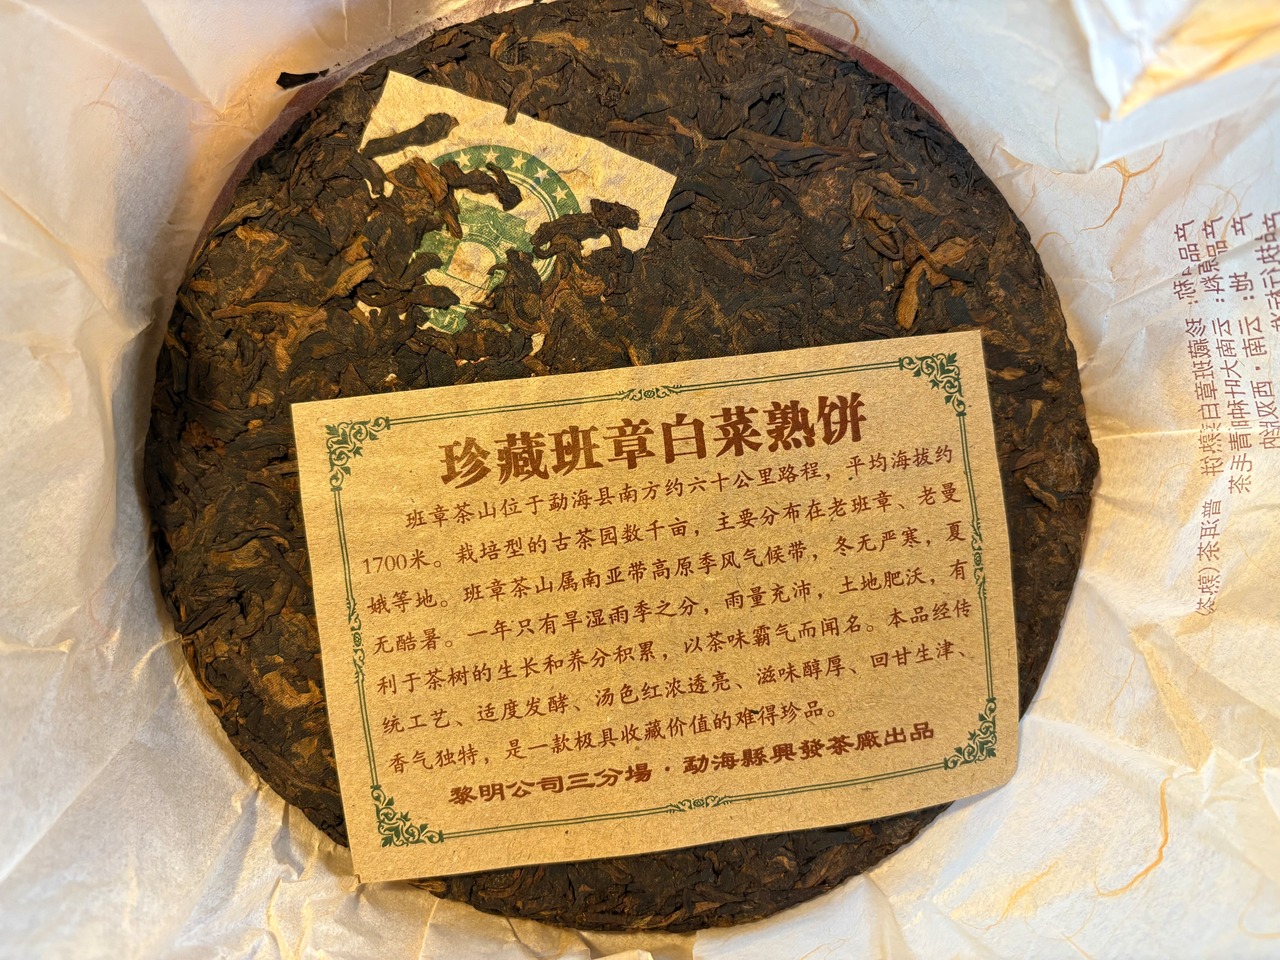 珍藏班章白菜熟饼
班章茶山位于勐海县南方约六十公里路程，平均海拔约
1700米。栽培型的古茶园数千亩，主要分布在老班章、老曼
娥等地。班章茶山属南亚带高原季风气候带，冬无严寒，夏
无酷暑。一年只有旱湿雨季之分，雨量充沛，土地肥沃，有
利于茶树的生长和养分积累，以茶味霸气而闻名。本品经传
统工艺、适度发酵、汤色红浓透亮、滋味醇厚、回甘生津、
香气独特，是一款极具收藏价值的难得珍品。
黎明公司三分場·勐海縣興發茶廠出品